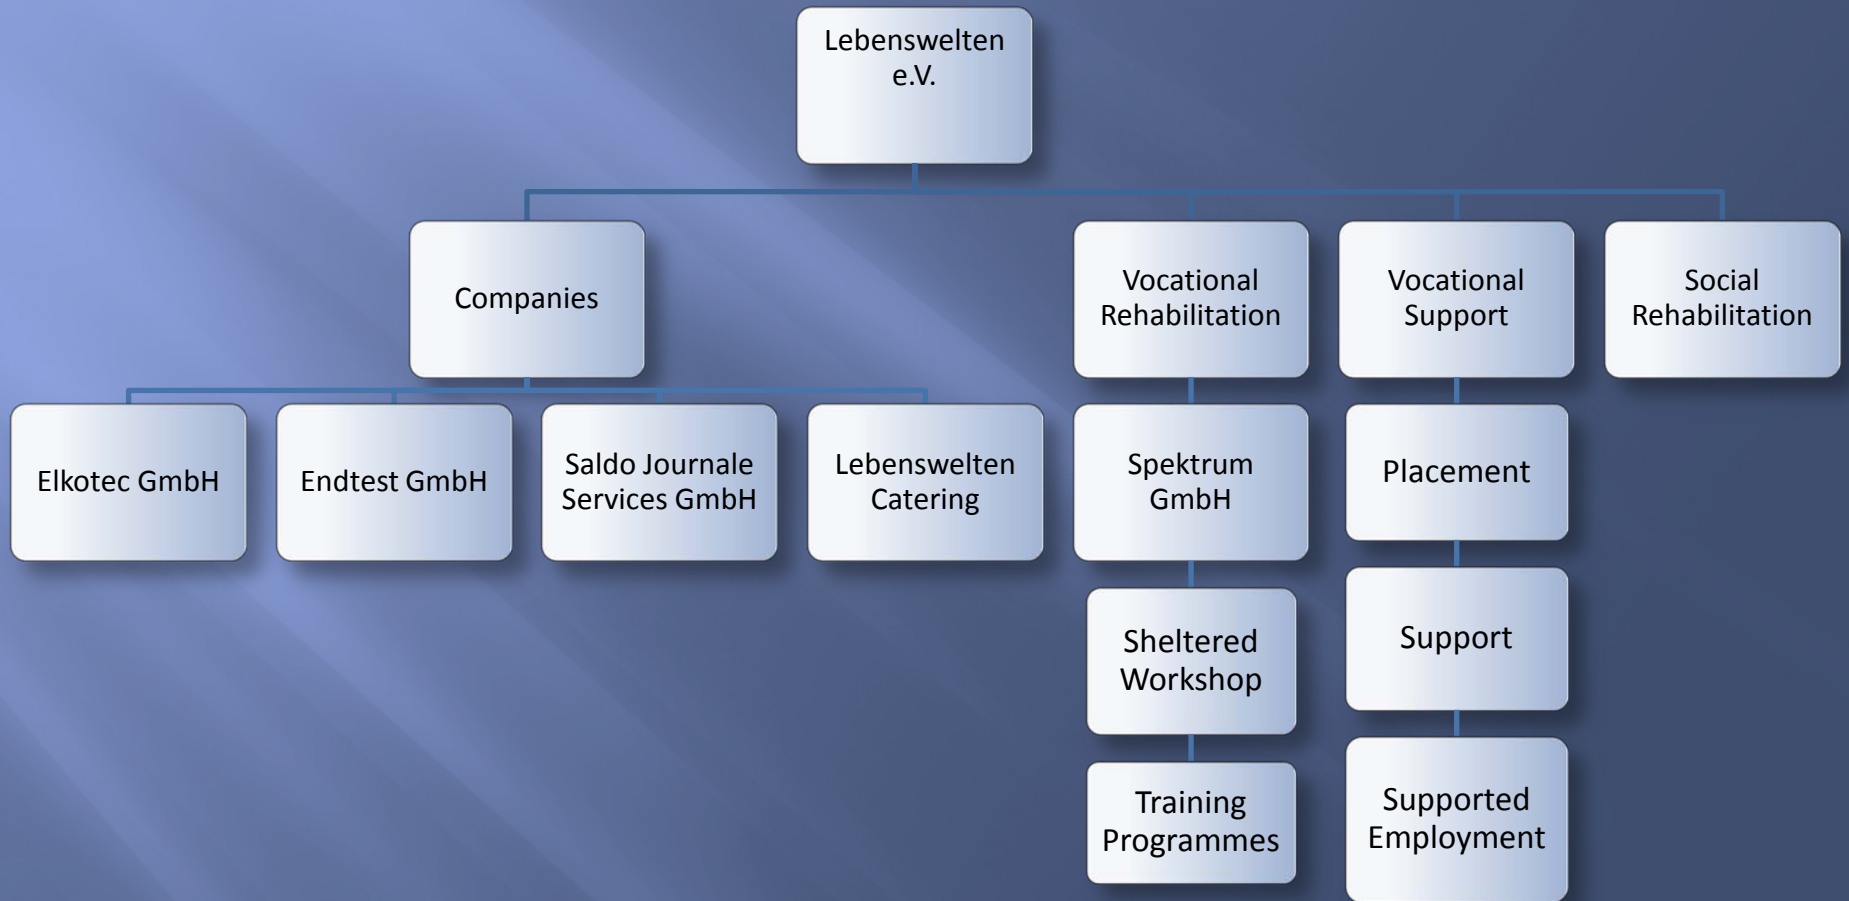 Lebenswelten
e.V.
Companies
Vocational
Rehabilitation
Vocational
Support
Social
Rehabilitation
Elkotec GmbH
Endtest GmbH
Saldo Journale
Services GmbH
Lebenswelten
Catering
Spektrum
GmbH
Placement
Sheltered
Workshop
Support
Training
Programmes
Supported
Employment